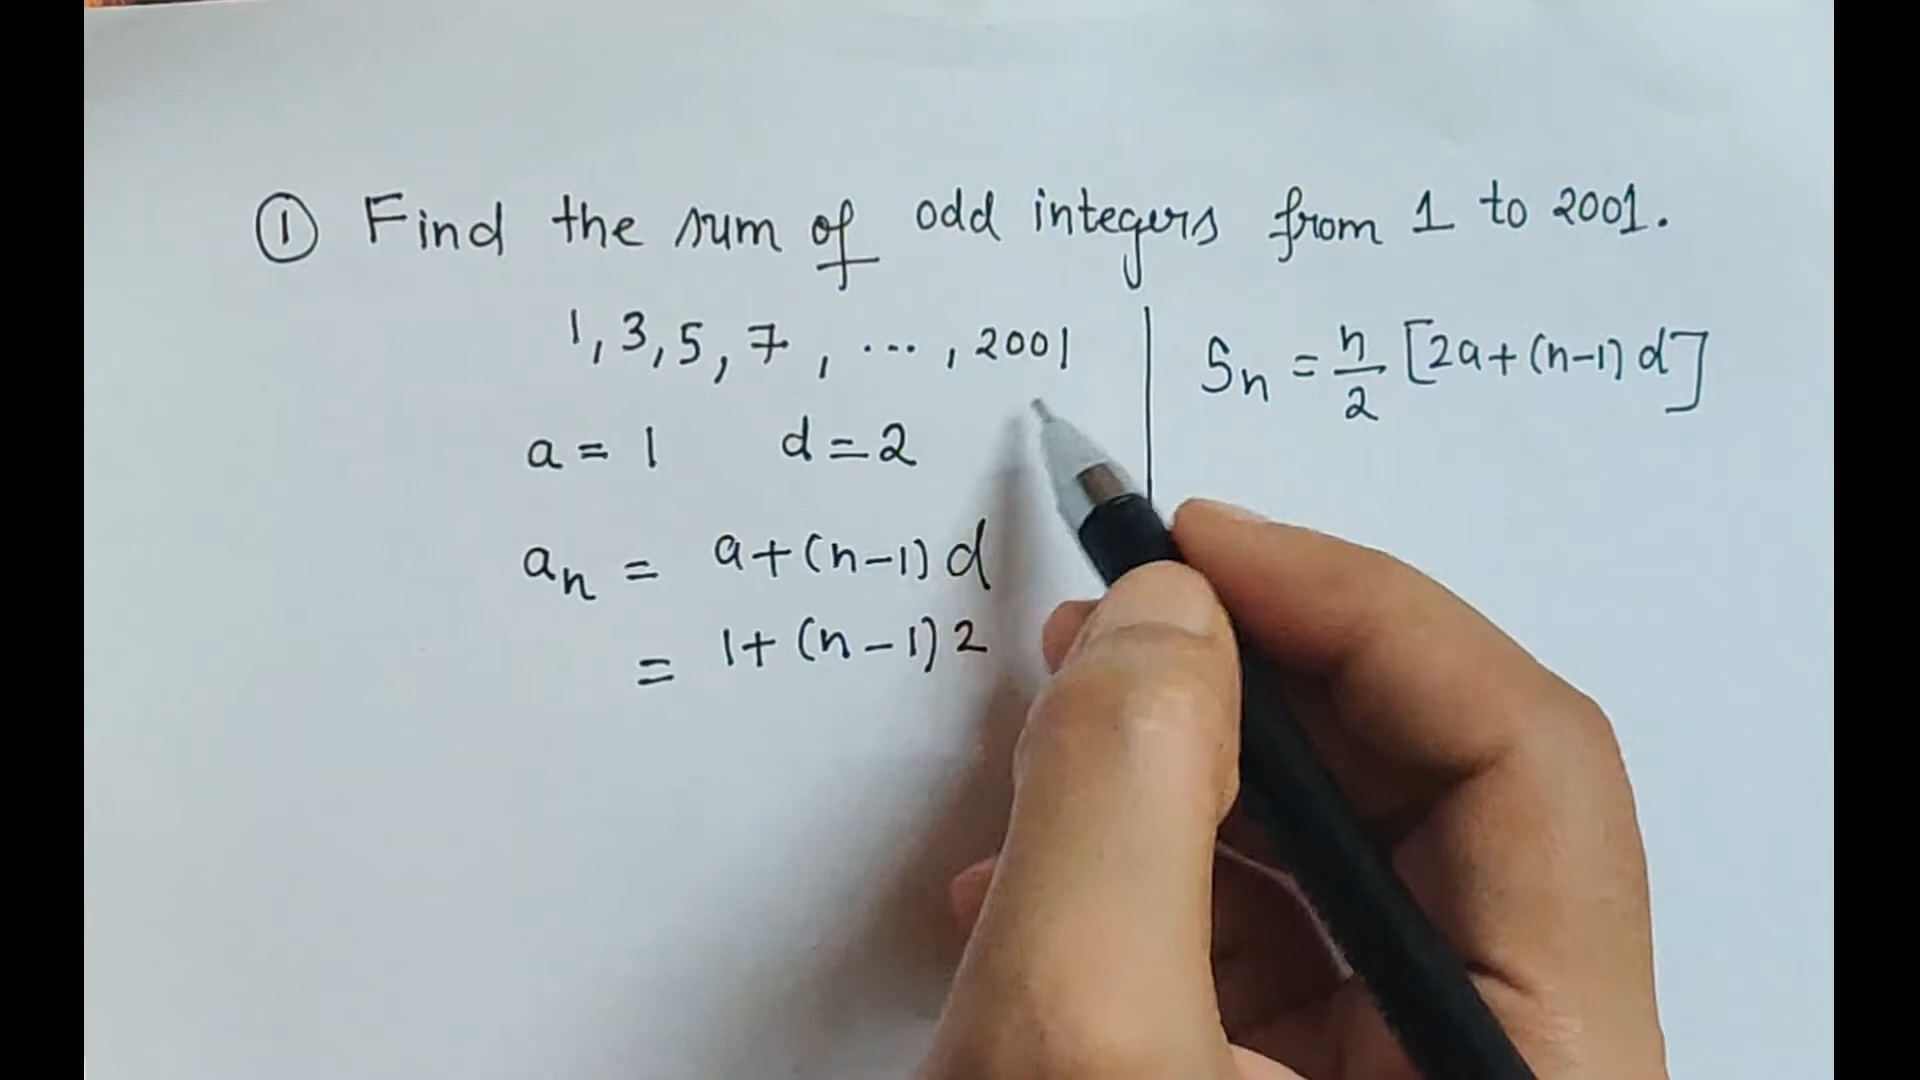 ① Find the sum of odd integers from 1 to 2001.
1, 3, 5, 7, ..., 2001
a = 1 d = 2
aₙ = a+(n-1)d
= 1+(n-1)2
Sₙ = n/2 [2a+(n-1)d]